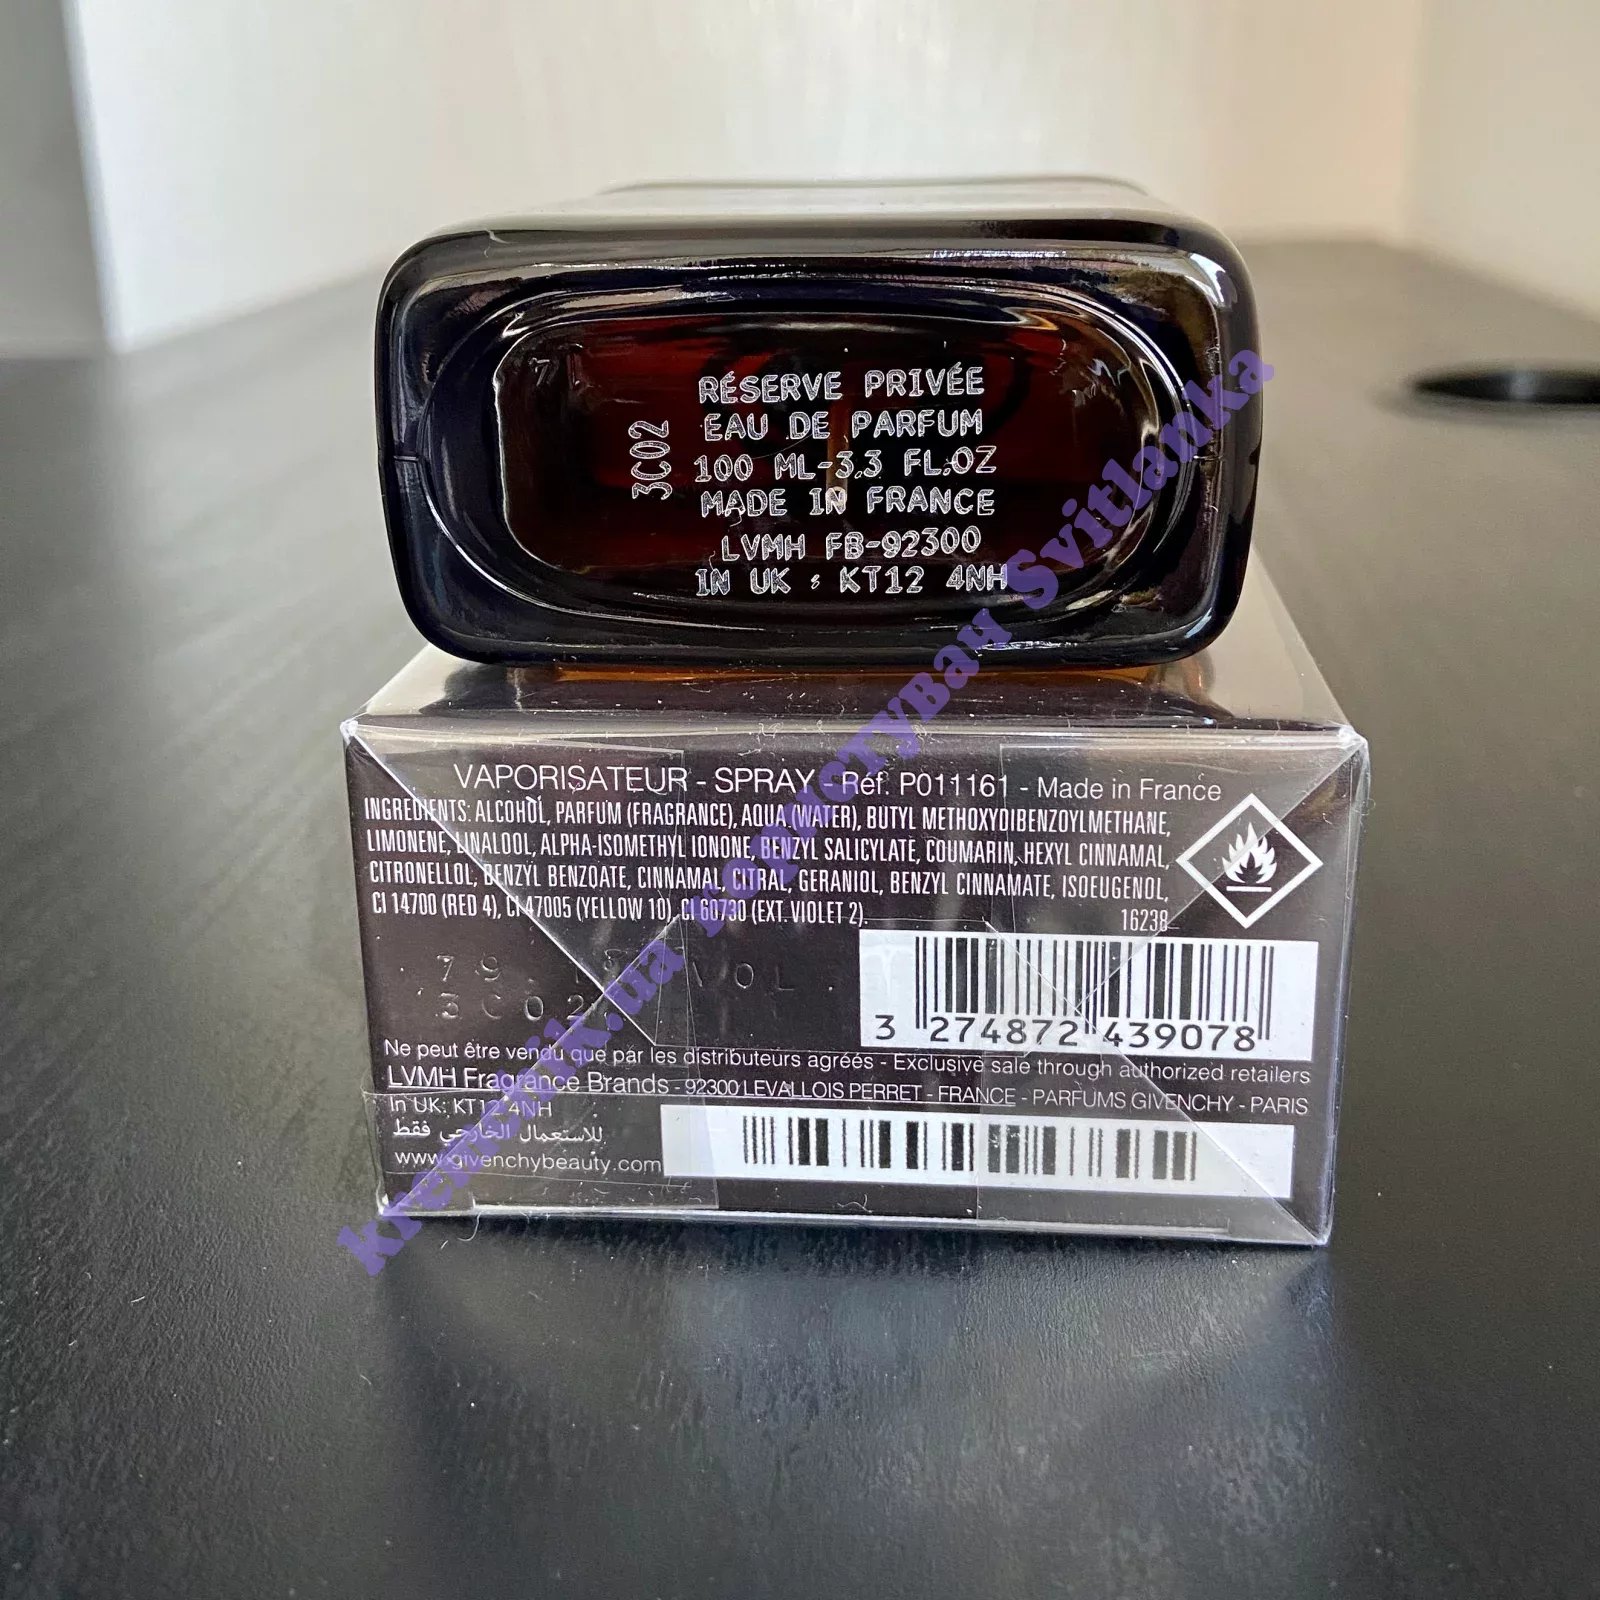 RÉSERVE PRIVÉE
EAU DE PARFUM
100 ML-3.3 FL.OZ
MADE IN FRANCE
LVMH FB-92300
IN UK : KT12 4NH
3C02
VAPORISATEUR - SPRAY - Réf. P011161 - Made in France
INGREDIENTS: ALCOHOL, PARFUM (FRAGRANCE), AQUA (WATER), BUTYL METHOXYDIBENZOYLMETHANE,
LIMONENE, LINALOOL, ALPHA-ISOMETHYL IONONE, BENZYL SALICYLATE, COUMARIN, HEXYL CINNAMAL,
CITRONELLOL, BENZYL BENZOATE, CINNAMAL, CITRAL, GERANIOL, BENZYL CINNAMATE, ISOEUGENOL,
CI 14700 (RED 4), CI 47005 (YELLOW 10), CI 60730 (EXT. VIOLET 2).
16238
VOL.
3C02
3 274872 439078
Ne peut être vendu que par les distributeurs agréés - Exclusive sale through authorized retailers
LVMH Fragrance Brands - 92300 LEVALLOIS PERRET - FRANCE - PARFUMS GIVENCHY - PARIS
In UK: KT12 4NH
للاستعمال الخارجي فقط
www.givenchybeauty.com
kremchik.ua користувач Svitlanka